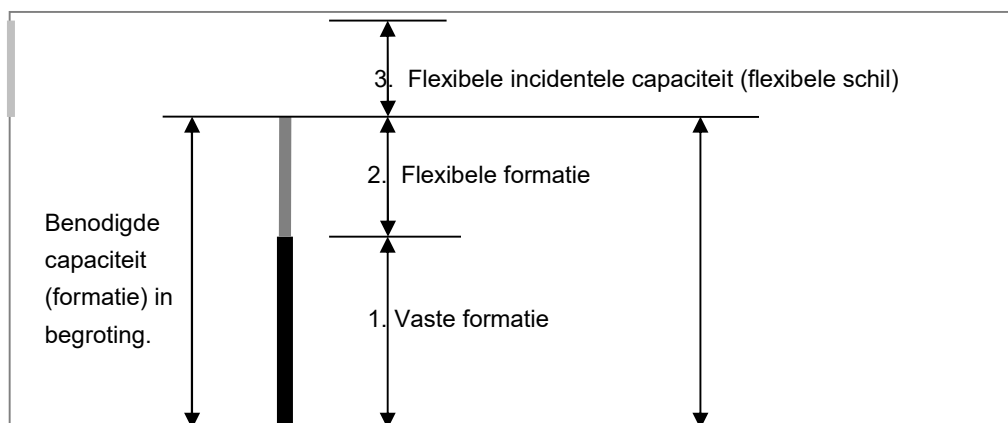 3. Flexibele incidentele capaciteit (flexibele schil)
2. Flexibele formatie
Benodigde
capaciteit
(formatie) in
begroting.
1. Vaste formatie